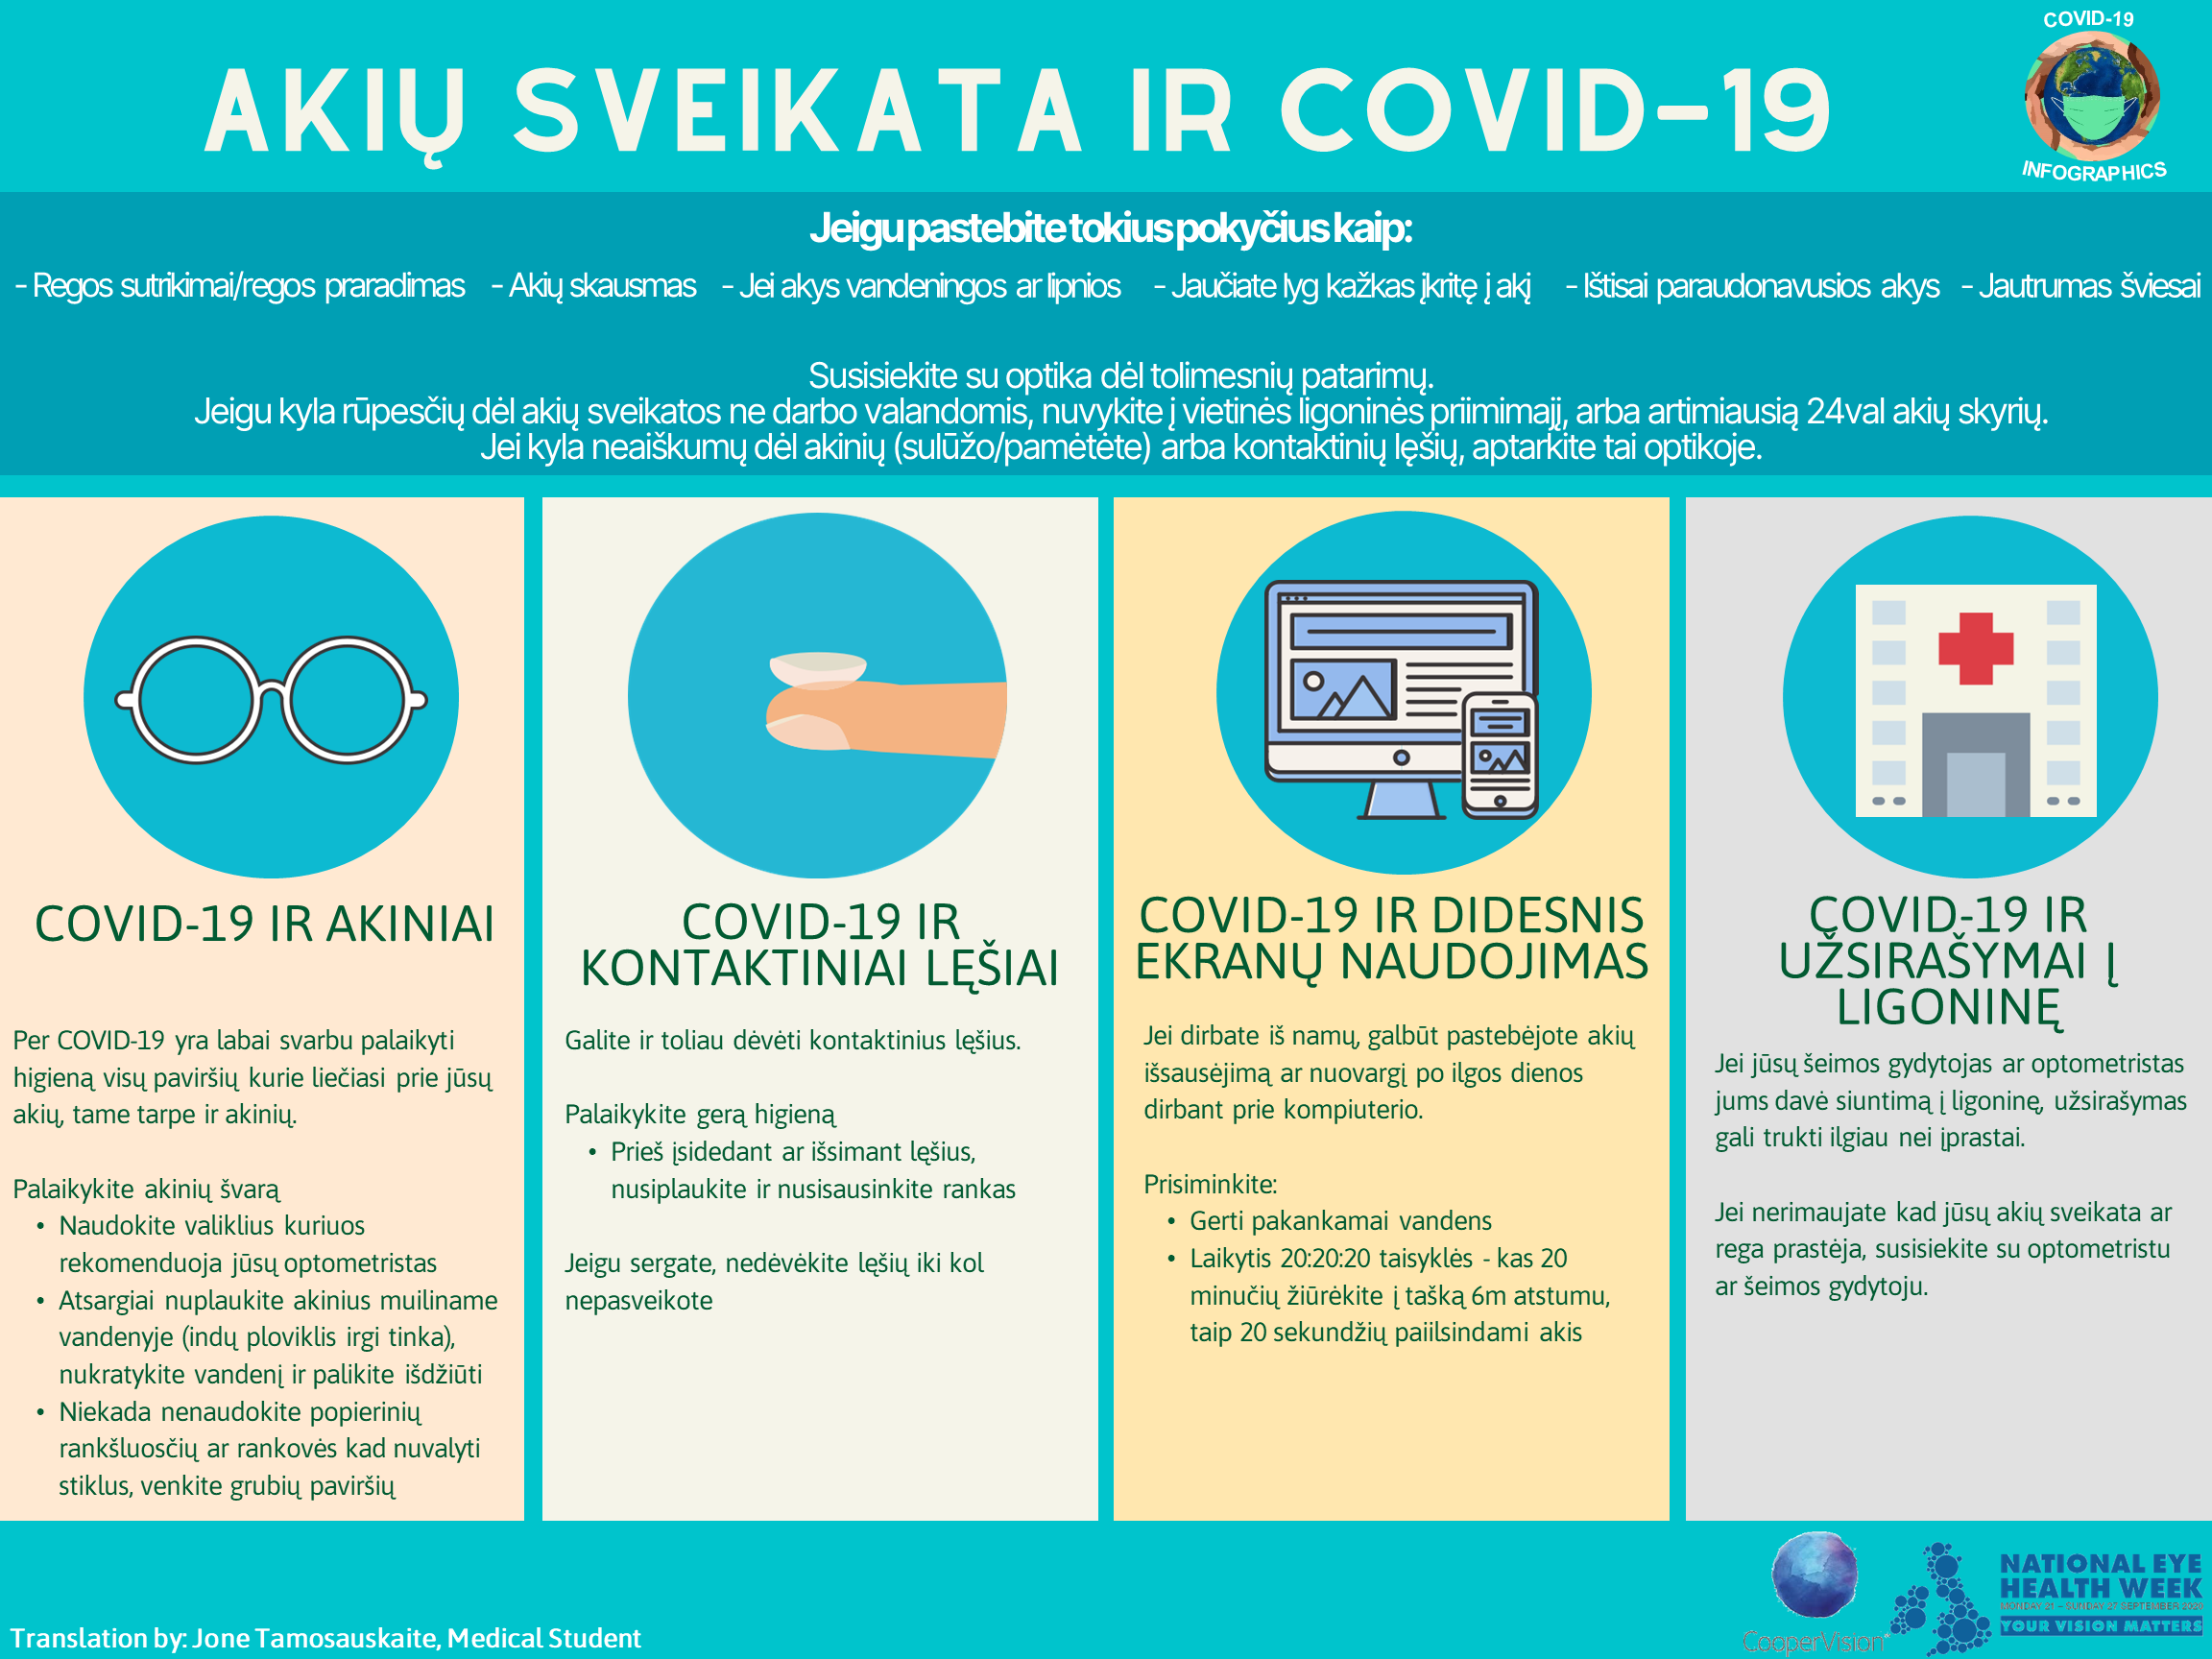 COVID-19
AKIŲ SVEIKATA IR COVID-19
INFOGRAPHICS
Jeigu pastebite tokius pokyčius kaip:
- Regos sutrikimai/regos praradimas - Akių skausmas - Jei akys vandeningos ar lipnios - Jaučiate lyg kažkas įkritę į akį - Ištisai paraudonavusios akys - Jautrumas šviesai
Susisiekite su optika dėl tolimesnių patarimų.
Jeigu kyla rūpesčių dėl akių sveikatos ne darbo valandomis, nuvykite į vietinės ligoninės priimimajį, arba artimiausią 24val akių skyrių.
Jei kyla neaiškumų dėl akinių (sulūžo/pamėtėte) arba kontaktinių lęšių, aptarkite tai optikoje.
COVID-19 IR AKINIAI
Per COVID-19 yra labai svarbu palaikyti
higieną visų paviršių kurie liečiasi prie jūsų
akių, tame tarpe ir akinių.
Palaikykite akinių švarą
• Naudokite valiklius kuriuos
rekomenduoja jūsų optometristas
• Atsargiai nuplaukite akinius muiliname
vandenyje (indų ploviklis irgi tinka),
nukratykite vandenį ir palikite išdžiūti
• Niekada nenaudokite popierinių
rankšluosčių ar rankovės kad nuvalyti
stiklus, venkite grubių paviršių
COVID-19 IR
KONTAKTINIAI LĘŠIAI
Galite ir toliau dėvėti kontaktinius lęšius.
Palaikykite gerą higieną
• Prieš įsidedant ar išsimant lęšius,
nusiplaukite ir nusisausinkite rankas
Jeigu sergate, nedėvėkite lęšių iki kol
nepasveikote
COVID-19 IR DIDESNIS
EKRANŲ NAUDOJIMAS
Jei dirbate iš namų, galbūt pastebėjote akių
išsausėjimą ar nuovargį po ilgos dienos
dirbant prie kompiuterio.
Prisiminkite:
• Gerti pakankamai vandens
• Laikytis 20:20:20 taisyklės - kas 20
minučių žiūrėkite į tašką 6m atstumu,
taip 20 sekundžių paiilsindami akis
COVID-19 IR
UŽSIRAŠYMAI Į
LIGONINĘ
Jei jūsų šeimos gydytojas ar optometristas
jums davė siuntimą į ligoninę, užsirašymas
gali trukti ilgiau nei įprastai.
Jei nerimaujate kad jūsų akių sveikata ar
rega prastėja, susisiekite su optometristu
ar šeimos gydytoju.
Translation by: Jone Tamosauskaite, Medical Student
CooperVision
NATIONAL EYE
HEALTH WEEK
MONDAY 21 – SUNDAY 27 SEPTEMBER 2020
YOUR VISION MATTERS